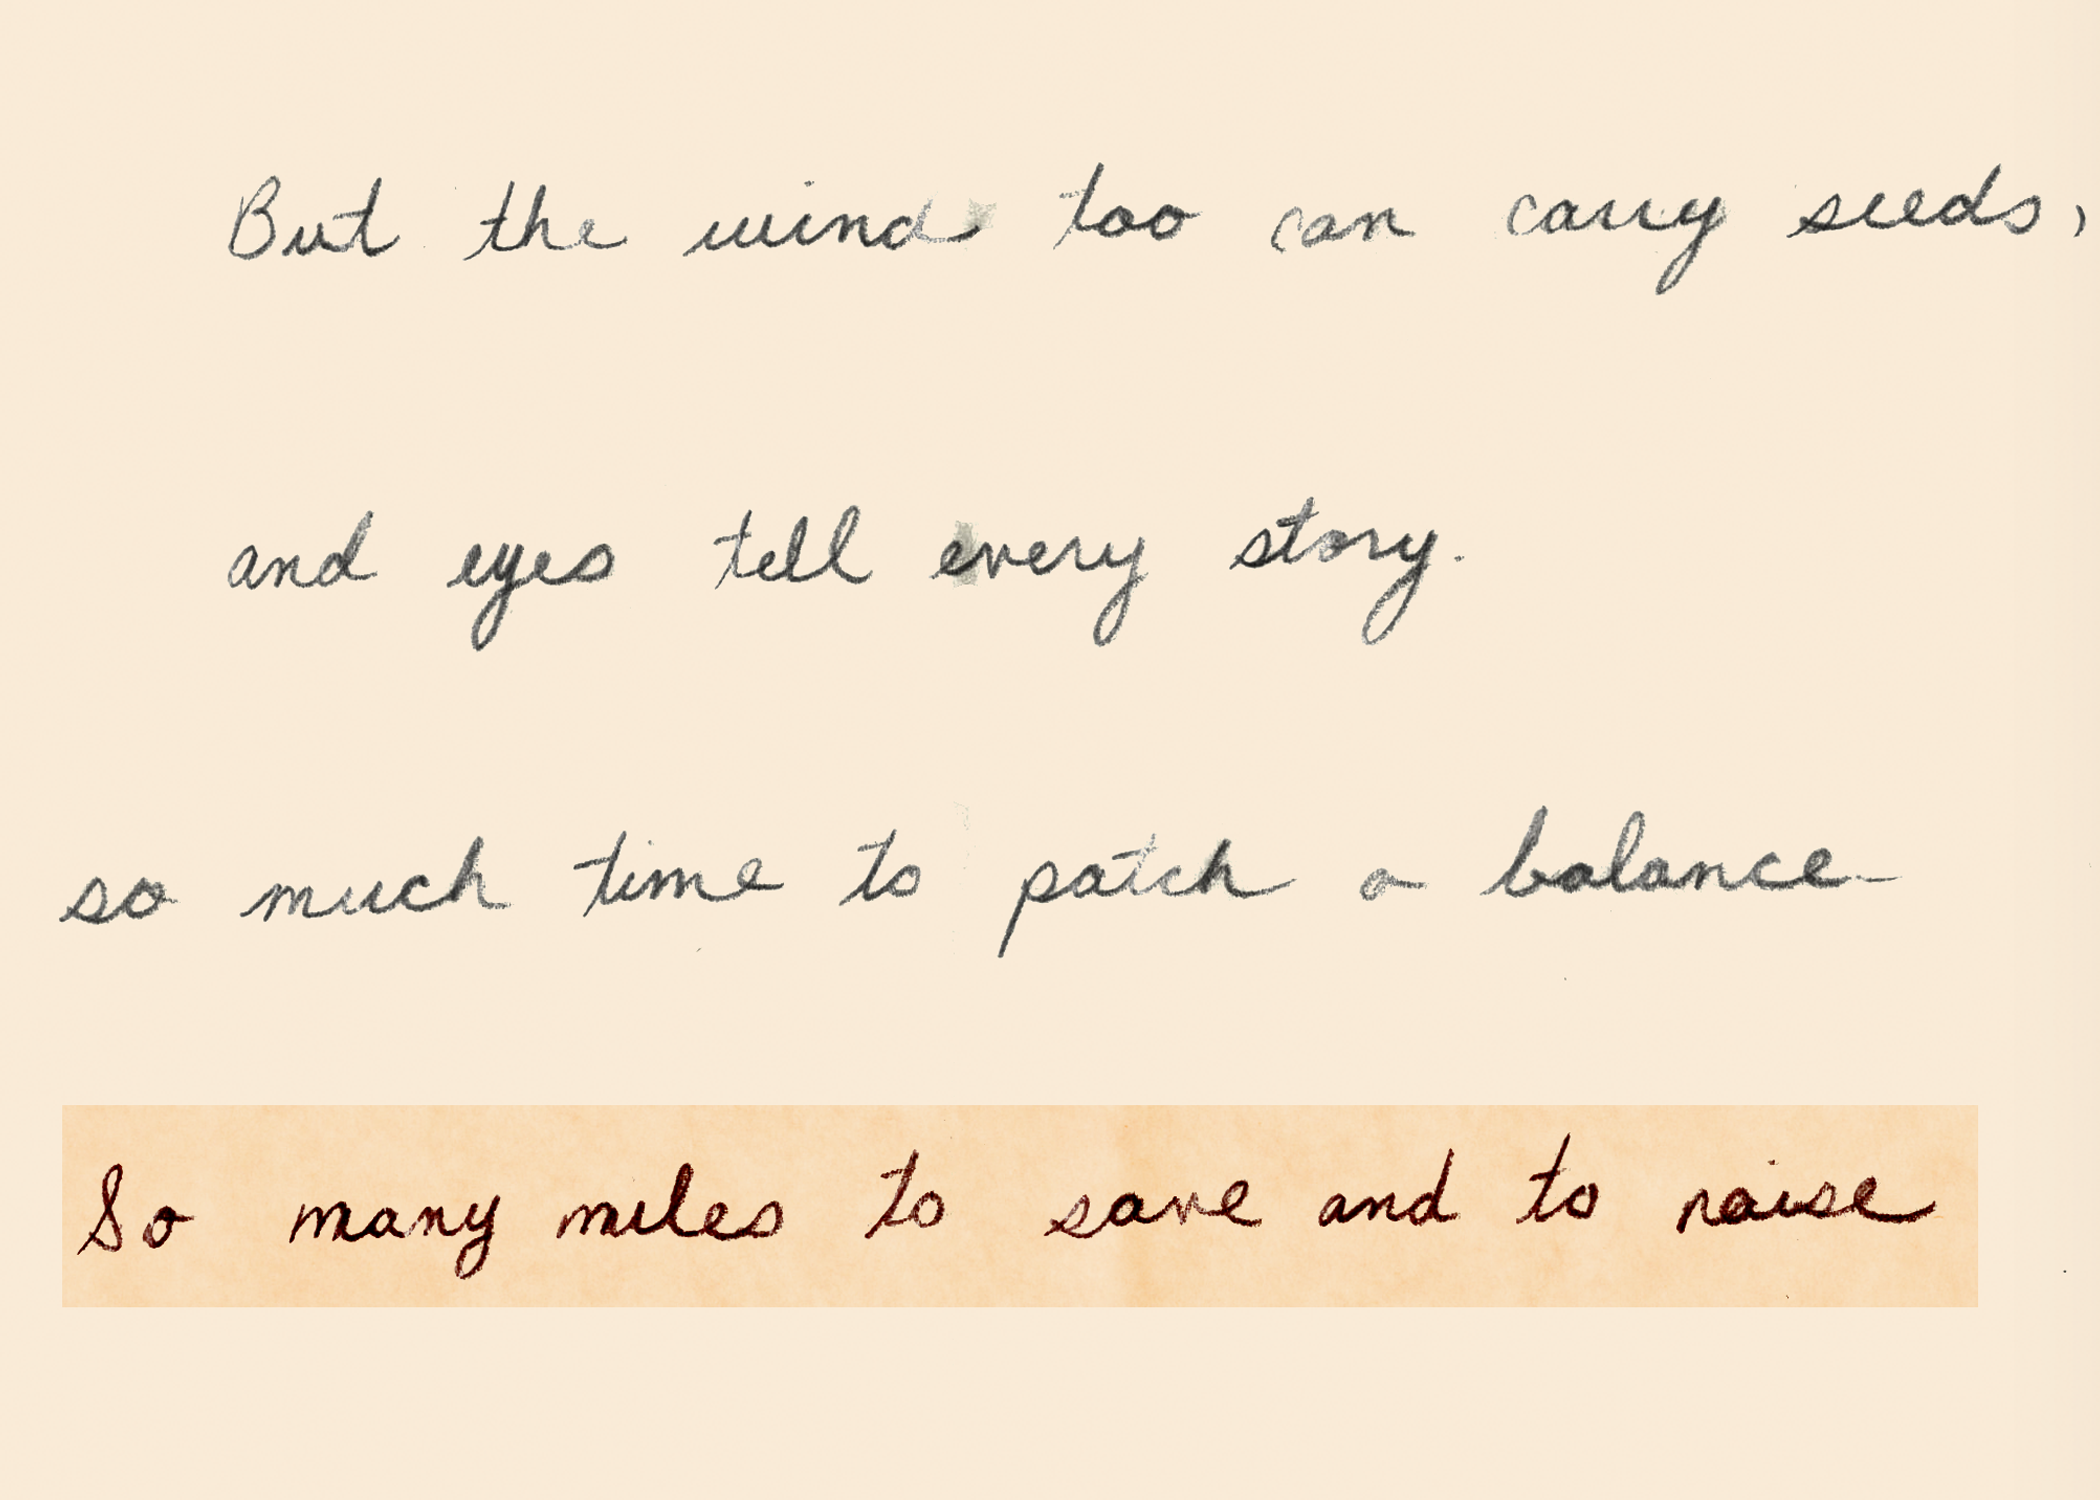 But the wind too can carry seeds,
and eyes tell every story.
so much time to patch a balance
So many miles to save and to raise